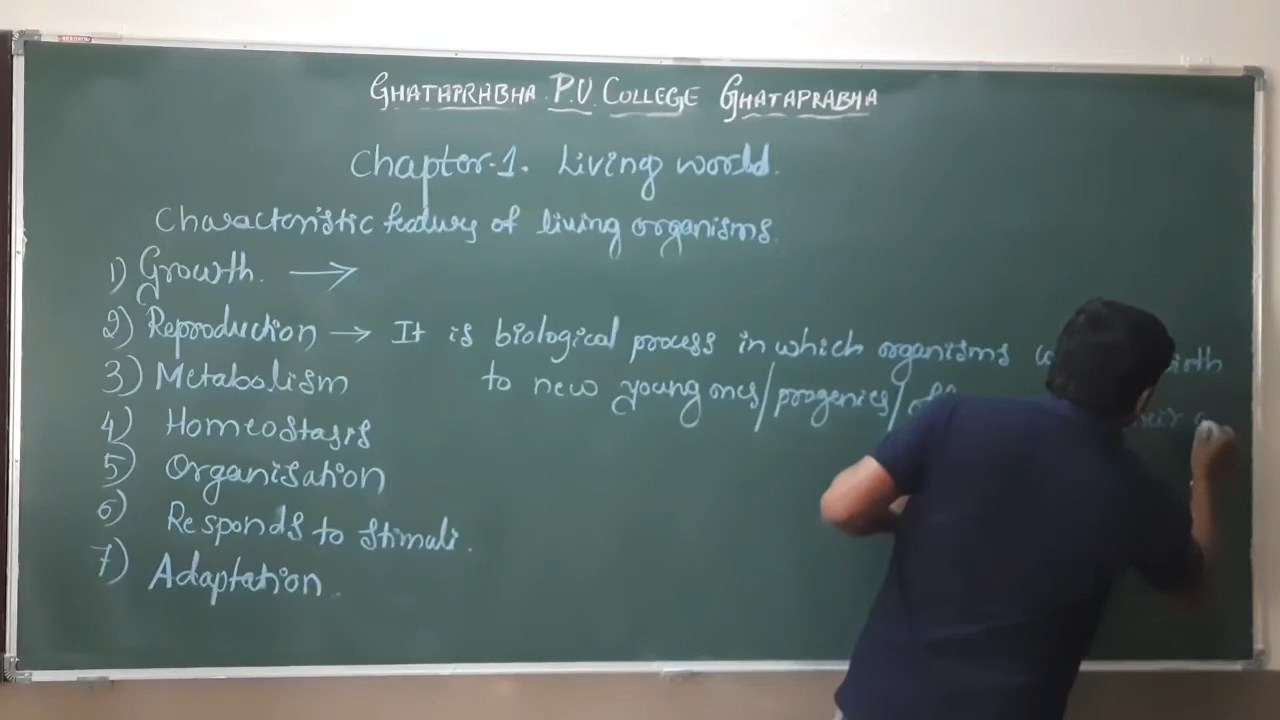 GHATAPRABHA P.U. COLLEGE GHATAPRABHA
Chapter-1. Living world.
Characteristic features of living organisms.
1) Growth. →
2) Reproduction → It is biological process in which organisms
to new young ones/progenies/
3) Metabolism
4) Homeostasis
5) Organisation
6) Responds to stimuli.
7) Adaptation.